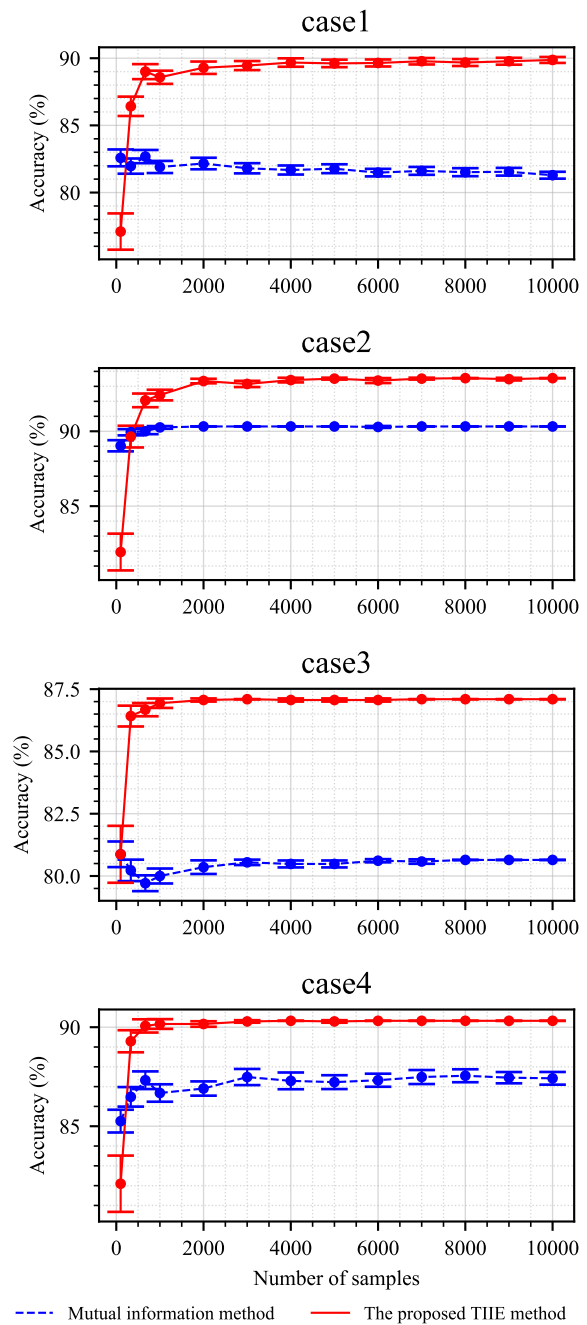 case1
Accuracy (%)
90
85
80
0 2000 4000 6000 8000 10000
case2
Accuracy (%)
90
85
0 2000 4000 6000 8000 10000
case3
Accuracy (%)
87.5
85.0
82.5
80.0
0 2000 4000 6000 8000 10000
case4
Accuracy (%)
90
85
0 2000 4000 6000 8000 10000
Number of samples
Mutual information method The proposed TIIE method